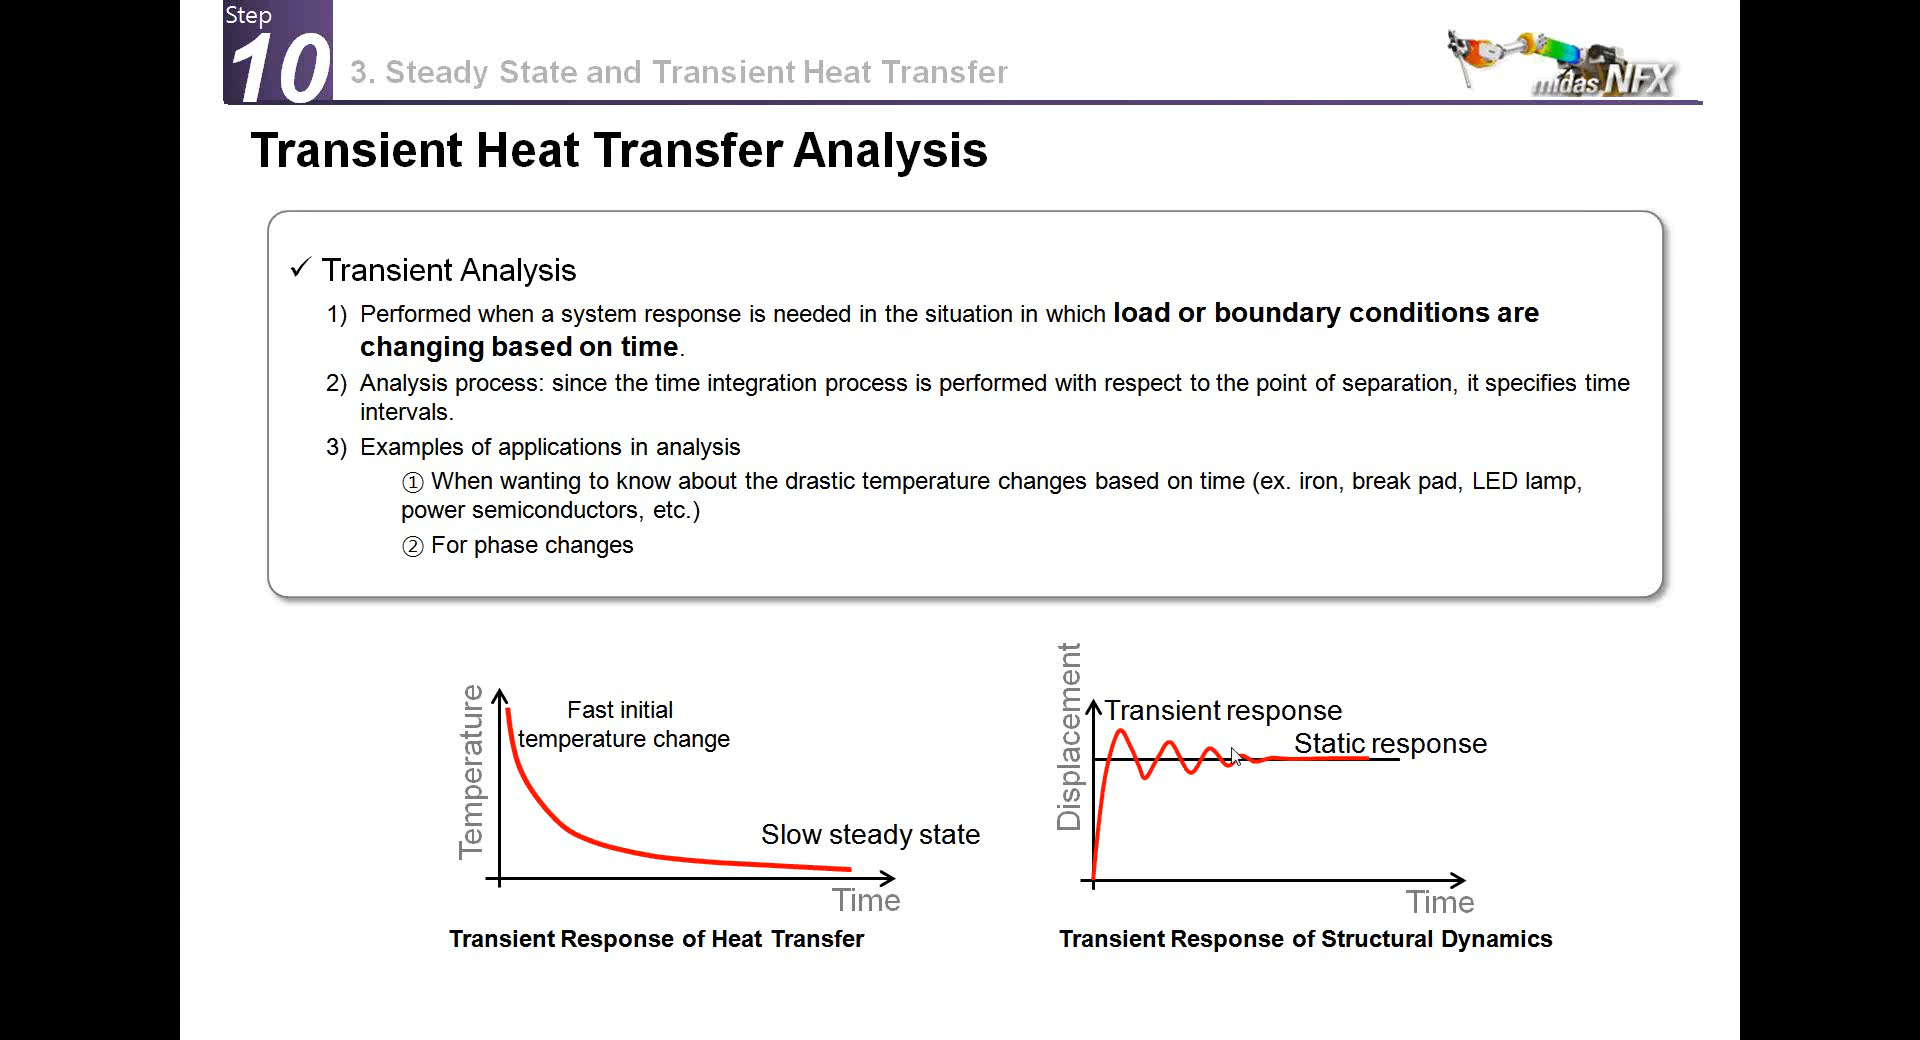 Step
10
3. Steady State and Transient Heat Transfer
midas NFX
Transient Heat Transfer Analysis
✓ Transient Analysis
1) Performed when a system response is needed in the situation in which load or boundary conditions are
changing based on time.
2) Analysis process: since the time integration process is performed with respect to the point of separation, it specifies time
intervals.
3) Examples of applications in analysis
① When wanting to know about the drastic temperature changes based on time (ex. iron, break pad, LED lamp,
power semiconductors, etc.)
② For phase changes
Temperature
Fast initial
temperature change
Slow steady state
Time
Transient Response of Heat Transfer
Displacement
Transient response
Static response
Time
Transient Response of Structural Dynamics